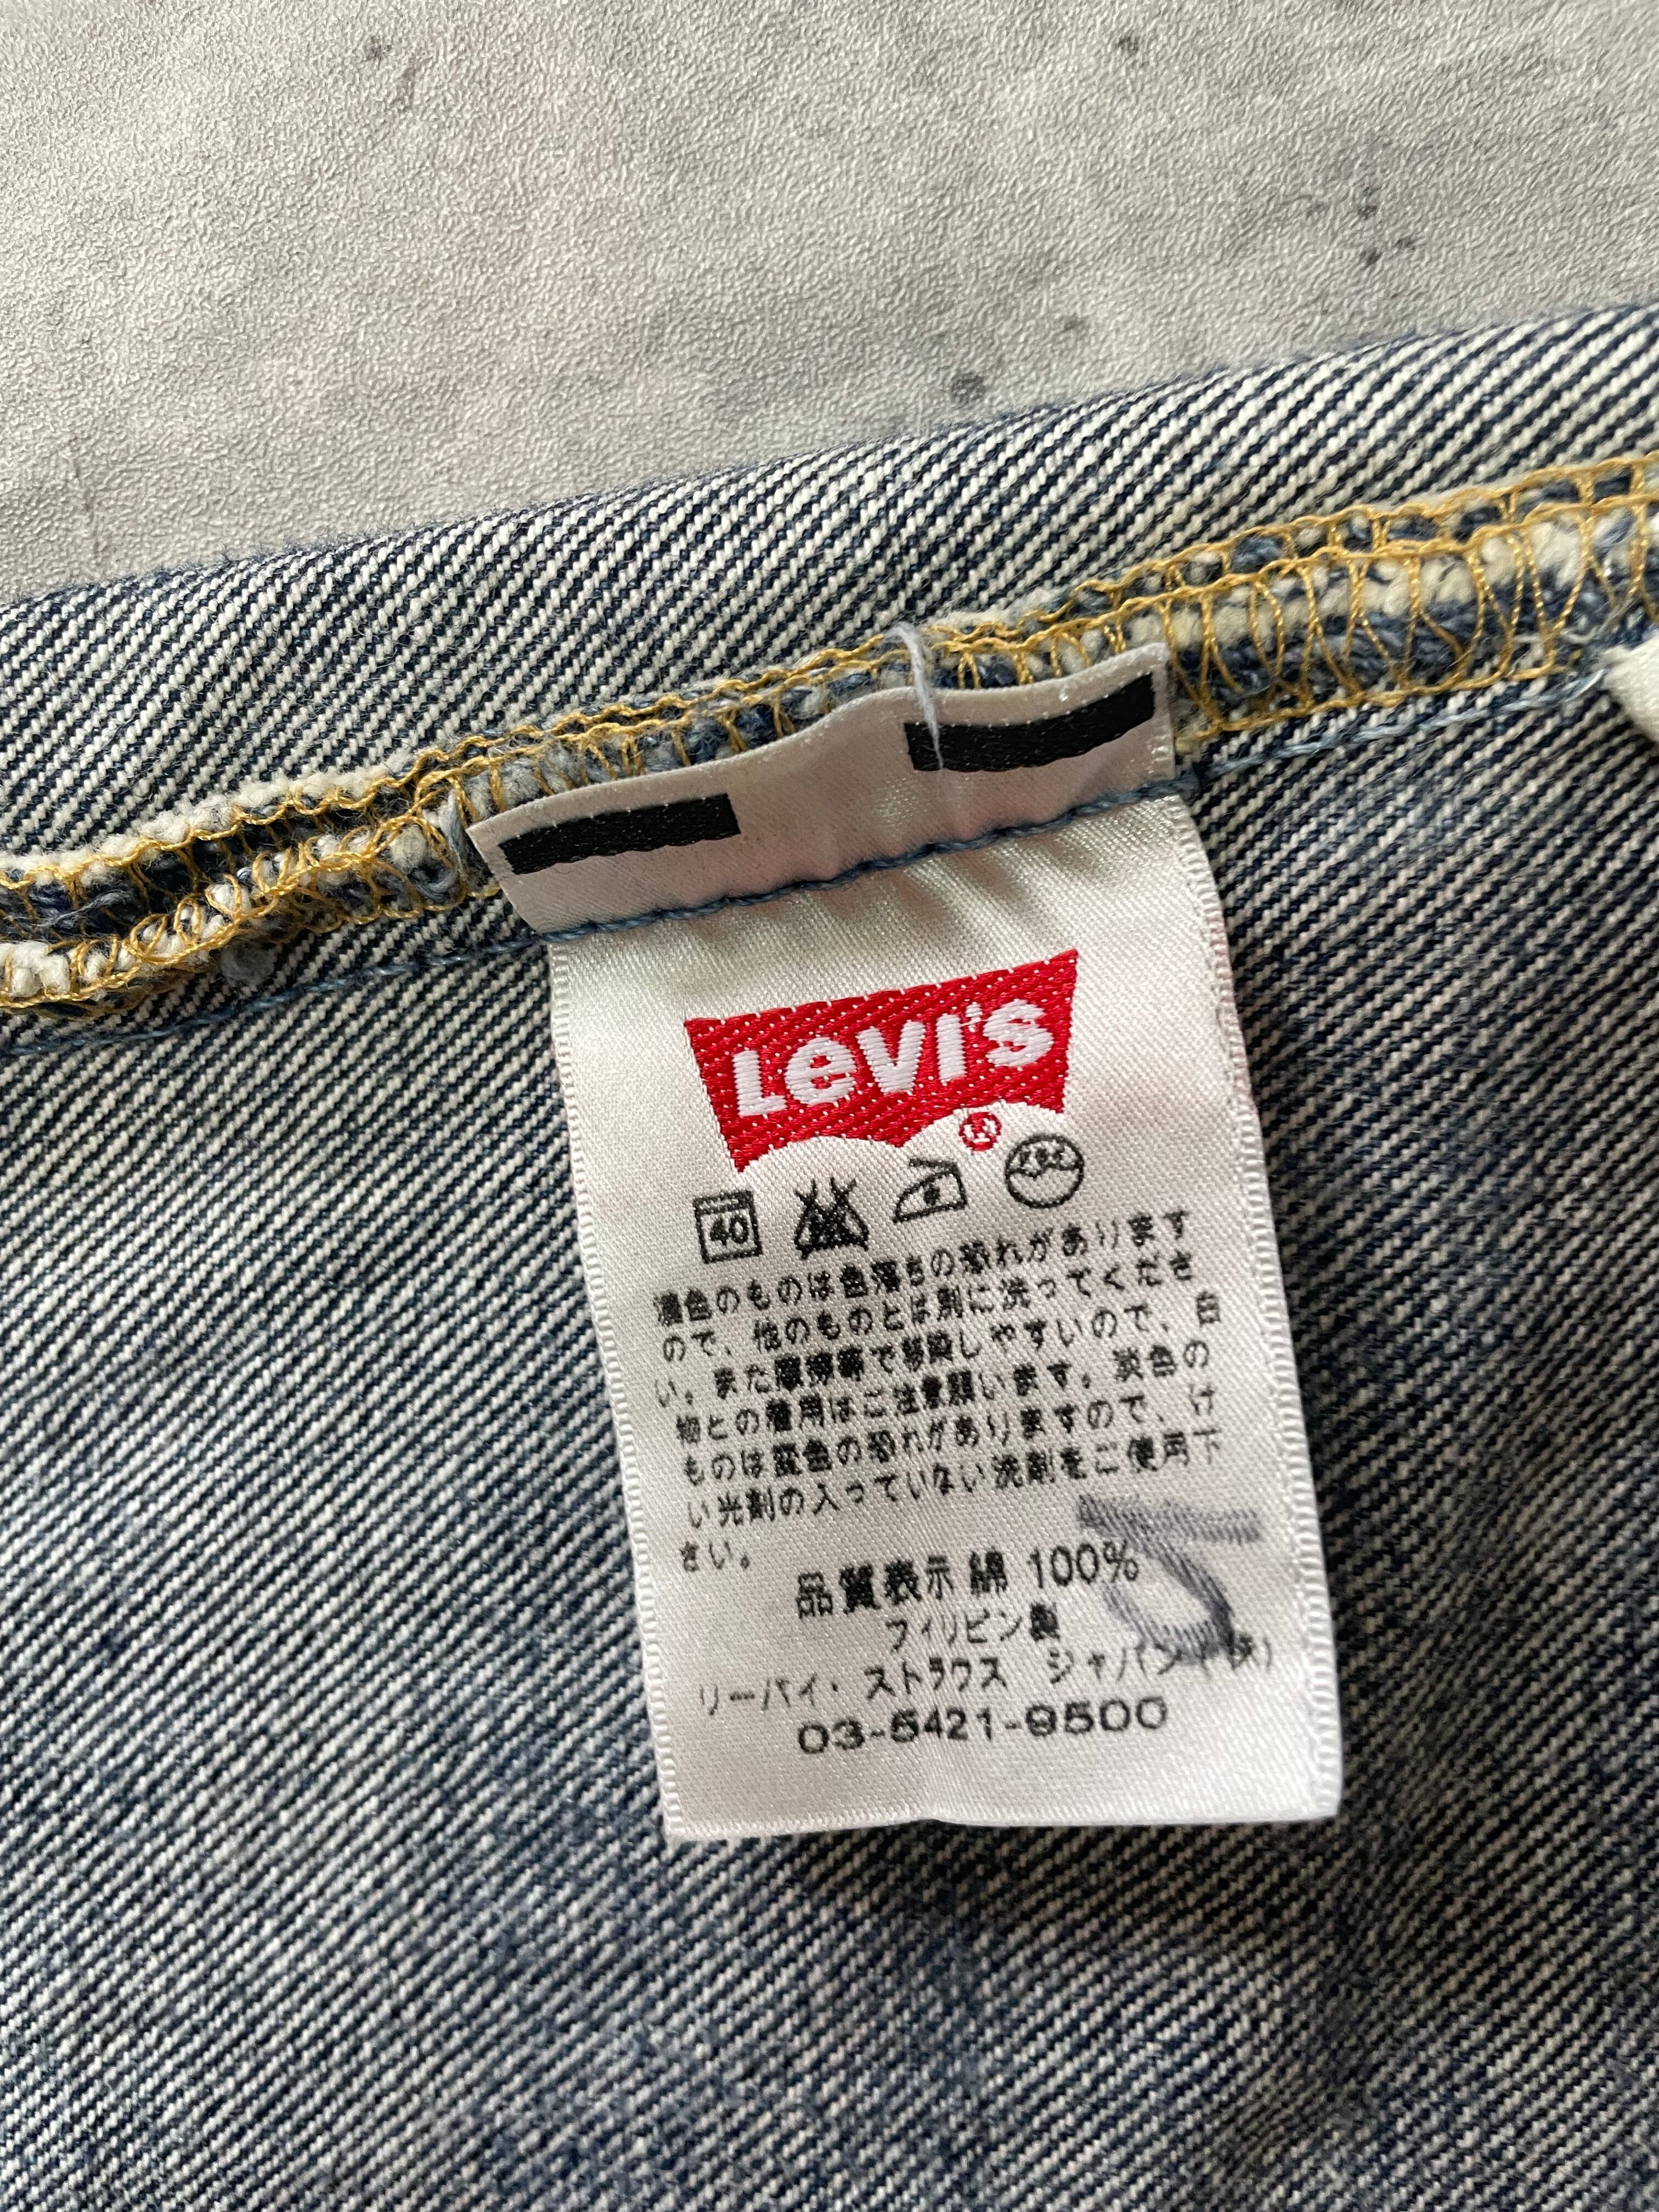 Levi's
®
40
濃色のものは色落ちの恐れがあります
ので、他のものとは別に洗ってくださ
い。また摩擦等で移染しやすいので、白
物との着用はご注意願います。淡色の
ものは変色の恐れがありますので、け
い光剤の入っていない洗剤をご使用下
さい。
品質表示 綿 100%
フィリピン製
リーバイ・ストラウス ジャパン(株)
03-5421-9500